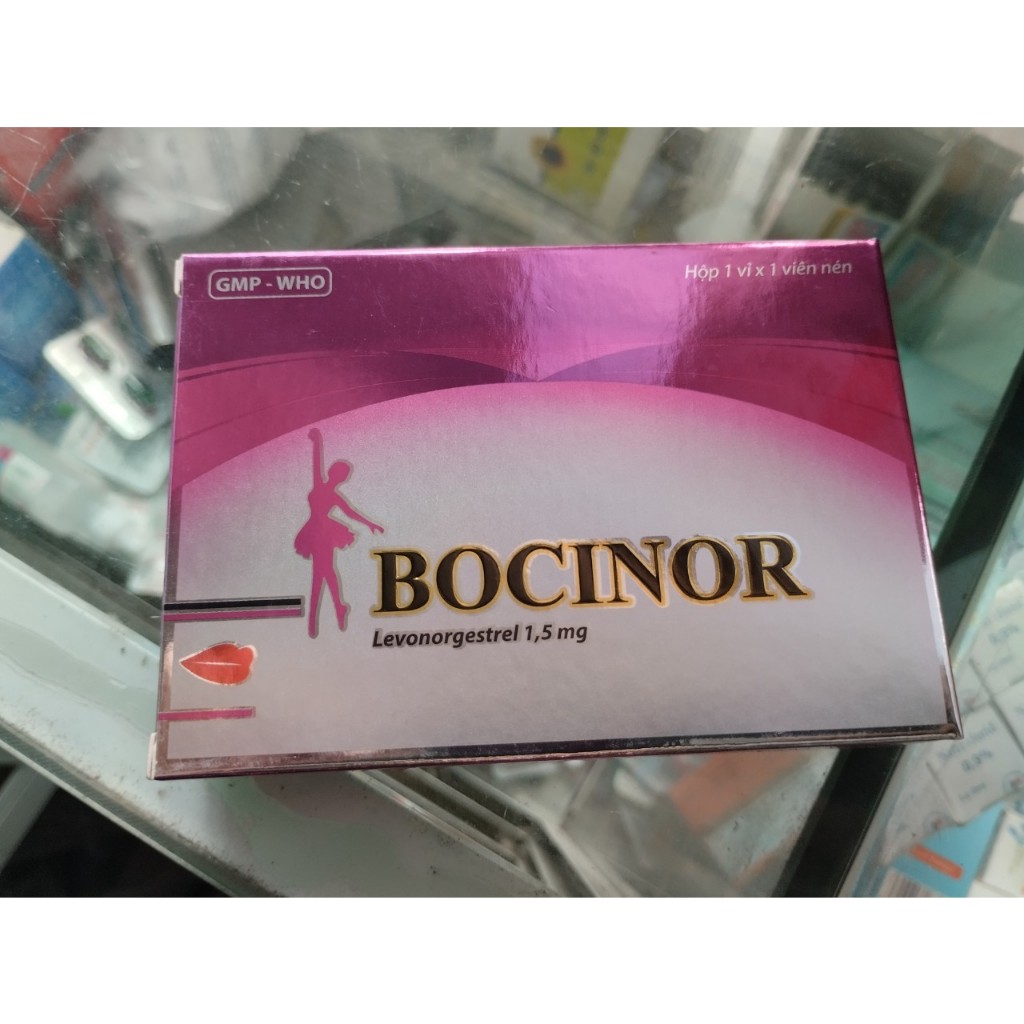 GMP - WHO
Hộp 1 vỉ x 1 viên nén
BOCINOR
Levonorgestrel 1,5 mg